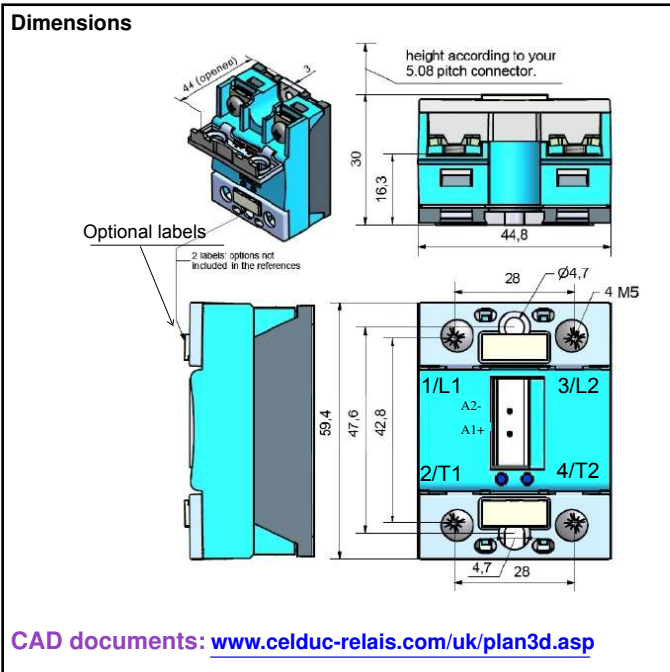 Dimensions
44 (opened)
3
height according to your
5.08 pitch connector.
30
16,3
44,8
Optional labels
2 labels: options not
included in the references
28
Ø4,7
4 M5
59,4
47,6
42,8
1/L1
3/L2
A2-
A1+
2/T1
4/T2
4,7
28
CAD documents: www.celduc-relais.com/uk/plan3d.asp